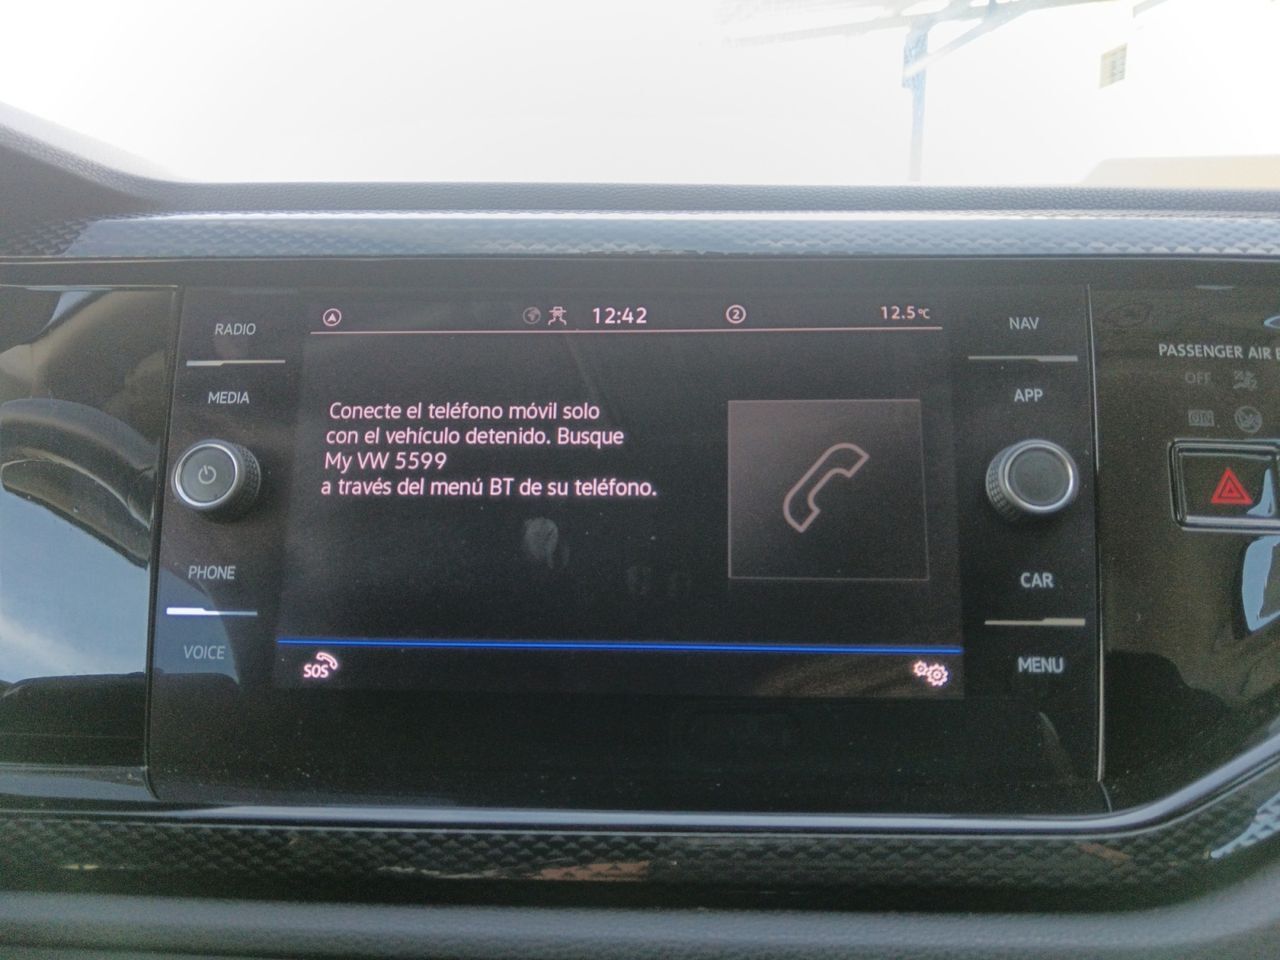 RADIO
MEDIA
PHONE
VOICE
12:42
2
12.5°C
Conecte el teléfono móvil solo
con el vehículo detenido. Busque
My VW 5599
a través del menú BT de su teléfono.
SOS
NAV
APP
CAR
MENU
PASSENGER AIR
OFF